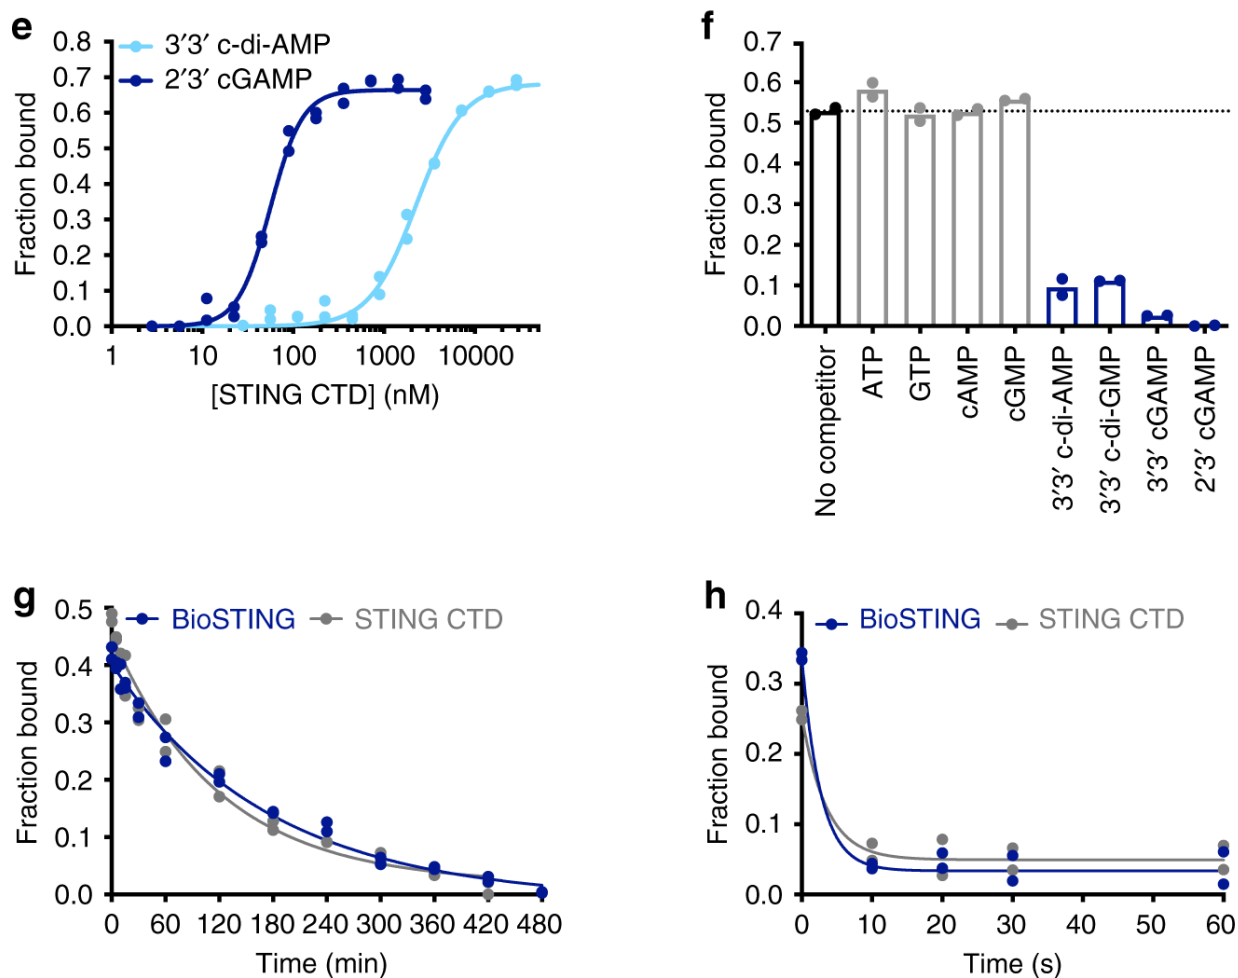 e
3′3′ c-di-AMP
2′3′ cGAMP
0.8
0.7
0.6
0.5
0.4
0.3
0.2
0.1
0.0
Fraction bound
1 10 100 1000 10000
[STING CTD] (nM)
f
0.7
0.6
0.5
0.4
0.3
0.2
0.1
0.0
Fraction bound
No competitor
ATP
GTP
cAMP
cGMP
3′3′ c-di-AMP
3′3′ c-di-GMP
3′3′ cGAMP
2′3′ cGAMP
g
BioSTING STING CTD
0.5
0.4
0.3
0.2
0.1
0.0
Fraction bound
0 60 120 180 240 300 360 420 480
Time (min)
h
BioSTING STING CTD
0.4
0.3
0.2
0.1
0.0
Fraction bound
0 10 20 30 40 50 60
Time (s)